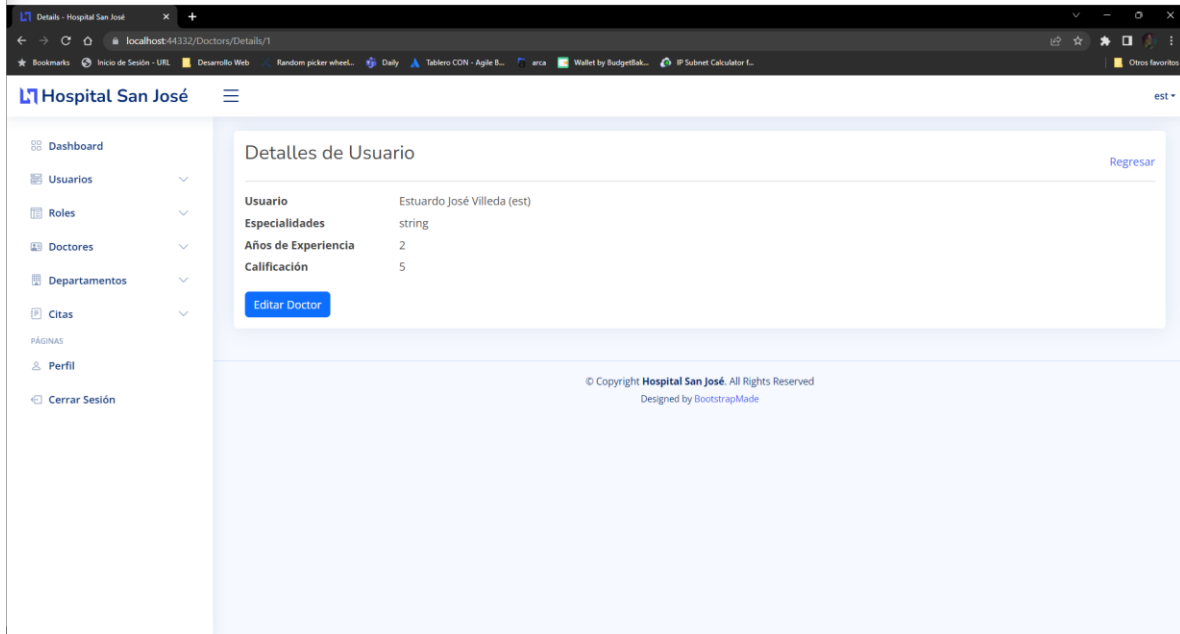 Details - Hospital San José
localhost:44332/Doctors/Details/1
Bookmarks Inicio de Sesión - URL Desarrollo Web Random picker wheel... Daily Tablero CON - Agile B... arca Wallet by BudgetBak... IP Subnet Calculator f... Otros favoritos
Hospital San José
est
Dashboard
Usuarios
Roles
Doctores
Departamentos
Citas
PÁGINAS
Perfil
Cerrar Sesión
Detalles de Usuario
Regresar
Usuario Estuardo José Villeda (est)
Especialidades string
Años de Experiencia 2
Calificación 5
Editar Doctor
© Copyright Hospital San José. All Rights Reserved
Designed by BootstrapMade